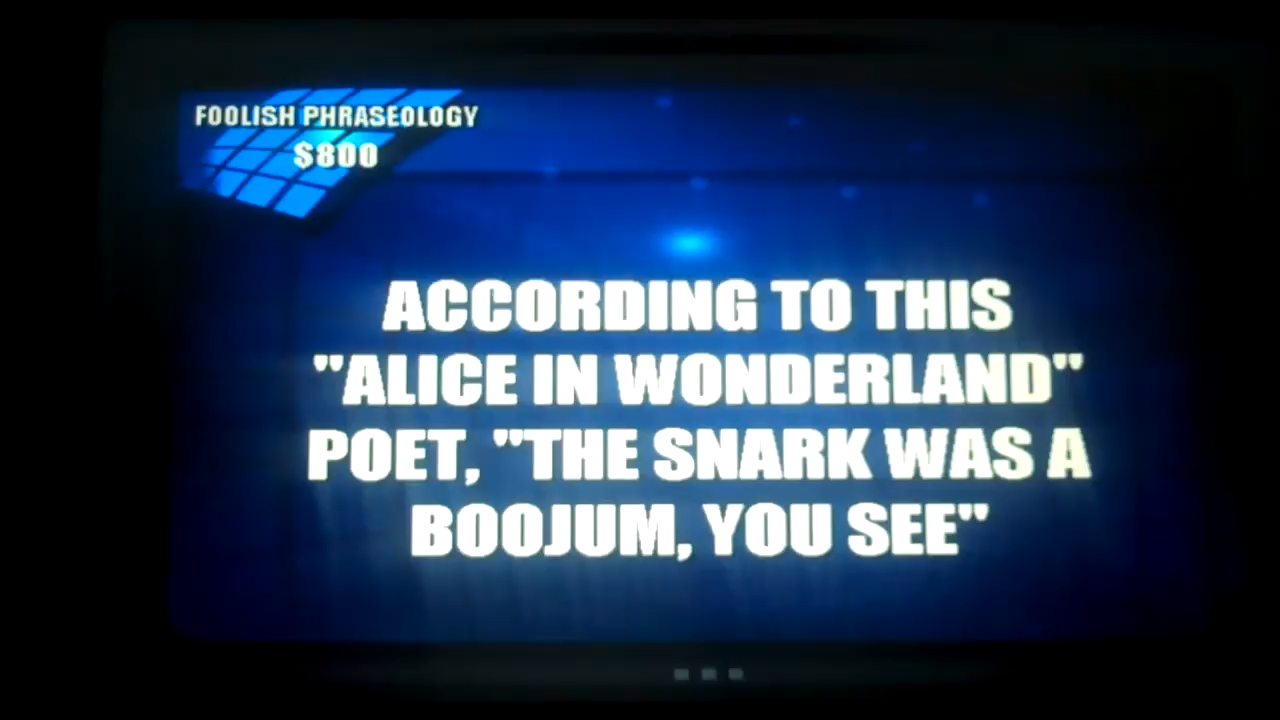 FOOLISH PHRASEOLOGY
$800
ACCORDING TO THIS
"ALICE IN WONDERLAND"
POET, "THE SNARK WAS A
BOOJUM, YOU SEE"